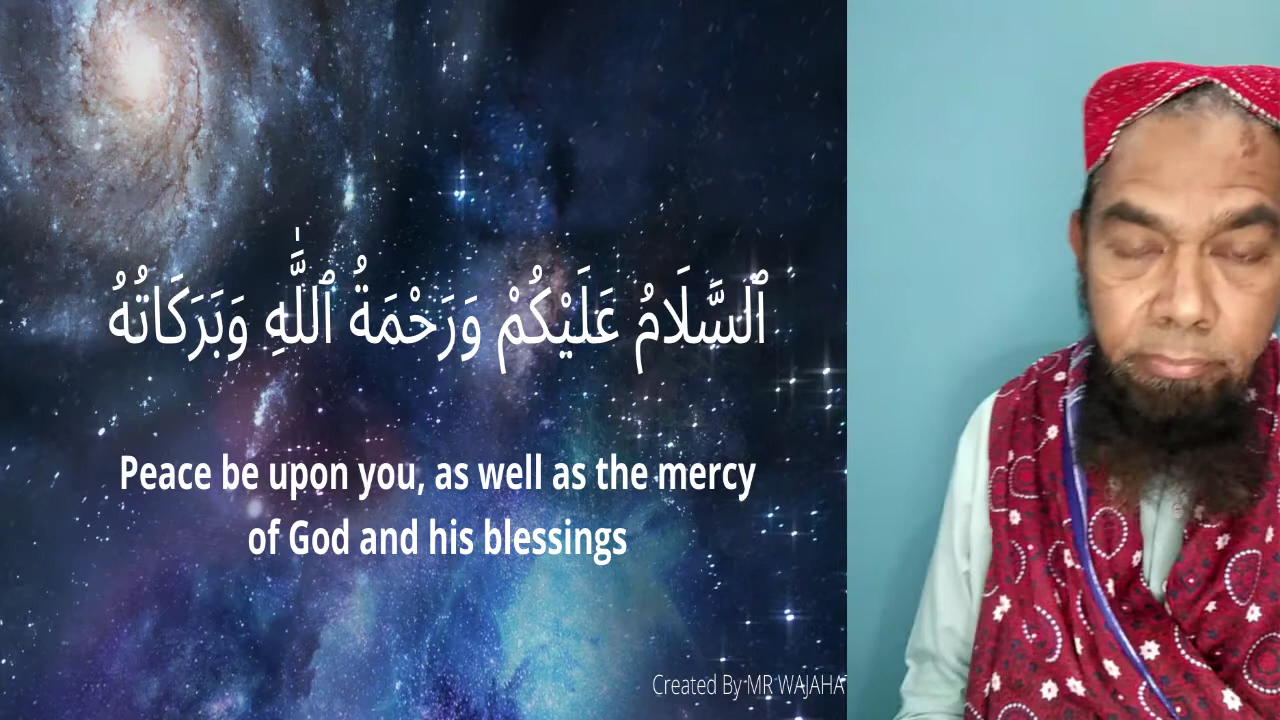 ٱلسَّلَامُ عَلَيْكُمْ وَرَحْمَةُ ٱللَّٰهِ وَبَرَكَاتُهُ
Peace be upon you, as well as the mercy
of God and his blessings
Created By MR WAJAHA